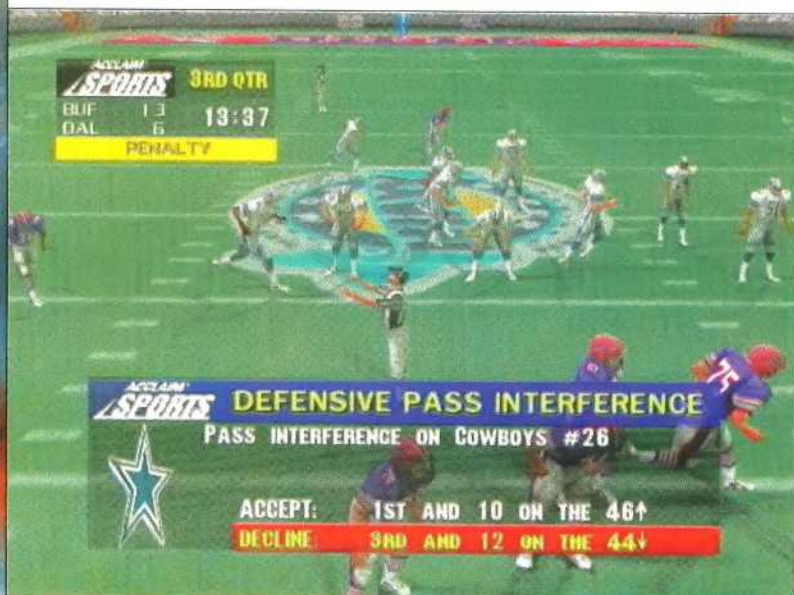 ACCLAIM
SPORTS 3RD QTR
BUF 13 13:37
DAL 6
PENALTY
75
ACCLAIM
SPORTS DEFENSIVE PASS INTERFERENCE
PASS INTERFERENCE ON COWBOYS #26
ACCEPT: 1ST AND 10 ON THE 46↑
DECLINE: 3RD AND 12 ON THE 44↓